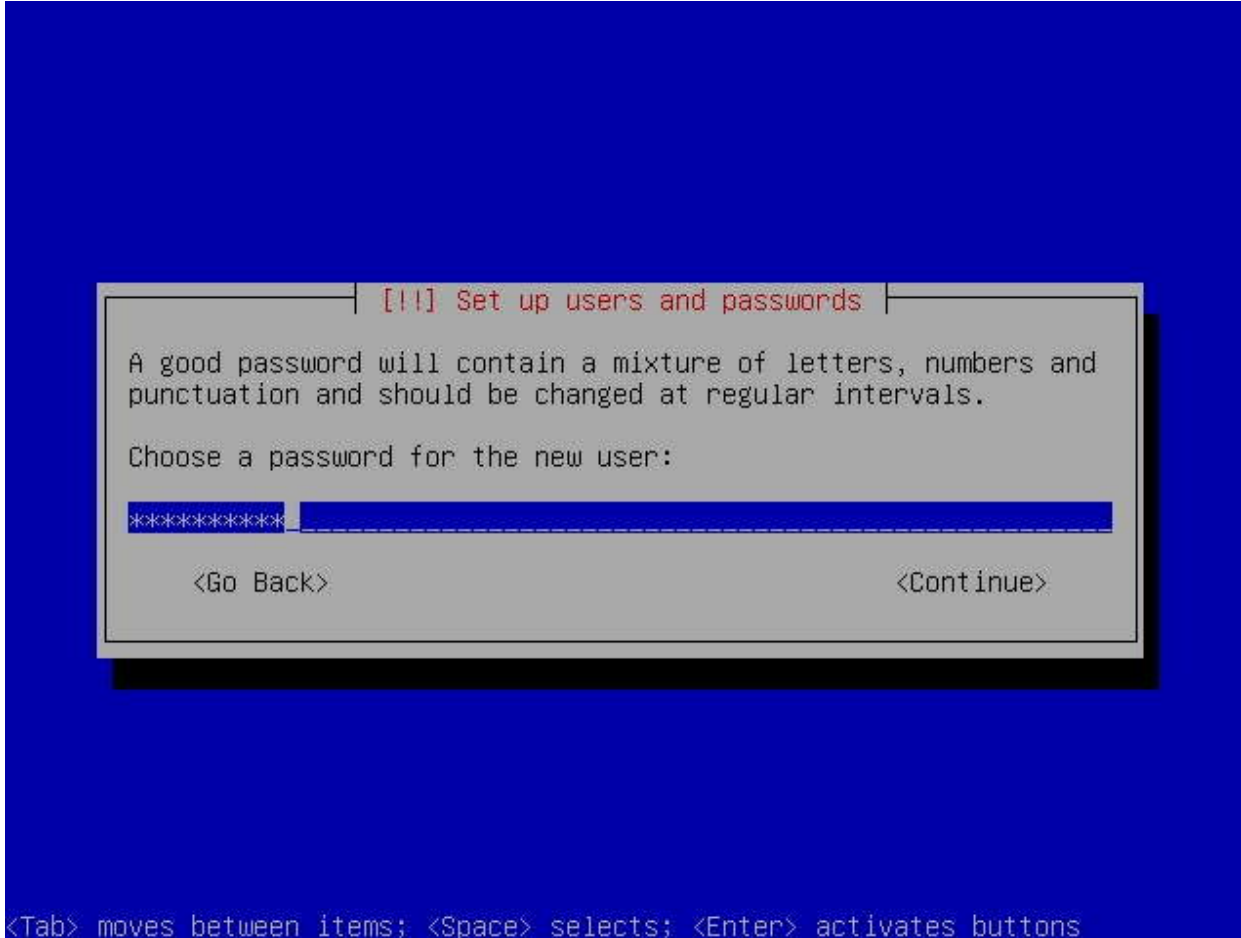 [!!] Set up users and passwords
A good password will contain a mixture of letters, numbers and
punctuation and should be changed at regular intervals.
Choose a password for the new user:
**********
<Go Back> <Continue>
<Tab> moves between items; <Space> selects; <Enter> activates buttons